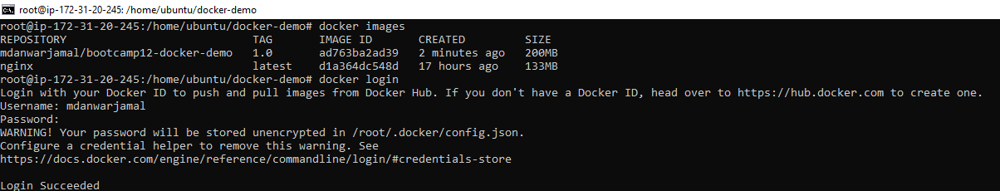 root@ip-172-31-20-245: /home/ubuntu/docker-demo
root@ip-172-31-20-245:/home/ubuntu/docker-demo# docker images
REPOSITORY TAG IMAGE ID CREATED SIZE
mdanwarjamal/bootcamp12-docker-demo 1.0 ad763ba2ad39 2 minutes ago 200MB
nginx latest d1a364dc548d 17 hours ago 133MB
root@ip-172-31-20-245:/home/ubuntu/docker-demo# docker login
Login with your Docker ID to push and pull images from Docker Hub. If you don't have a Docker ID, head over to https://hub.docker.com to create one.
Username: mdanwarjamal
Password:
WARNING! Your password will be stored unencrypted in /root/.docker/config.json.
Configure a credential helper to remove this warning. See
https://docs.docker.com/engine/reference/commandline/login/#credentials-store
Login Succeeded